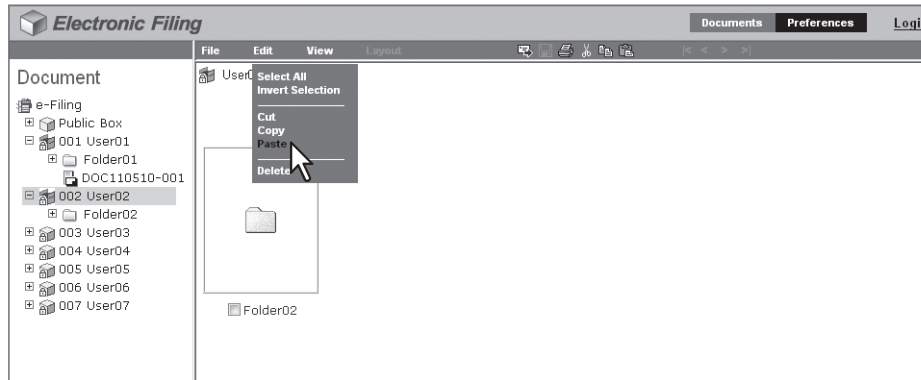 Electronic Filing
Documents Preferences Logi
File Edit View Layout
Document
User0
e-Filing
Public Box
001 User01
Folder01
DOC110510-001
002 User02
Folder02
003 User03
004 User04
005 User05
006 User06
007 User07
Select All
Invert Selection
Cut
Copy
Paste
Delete
Folder02